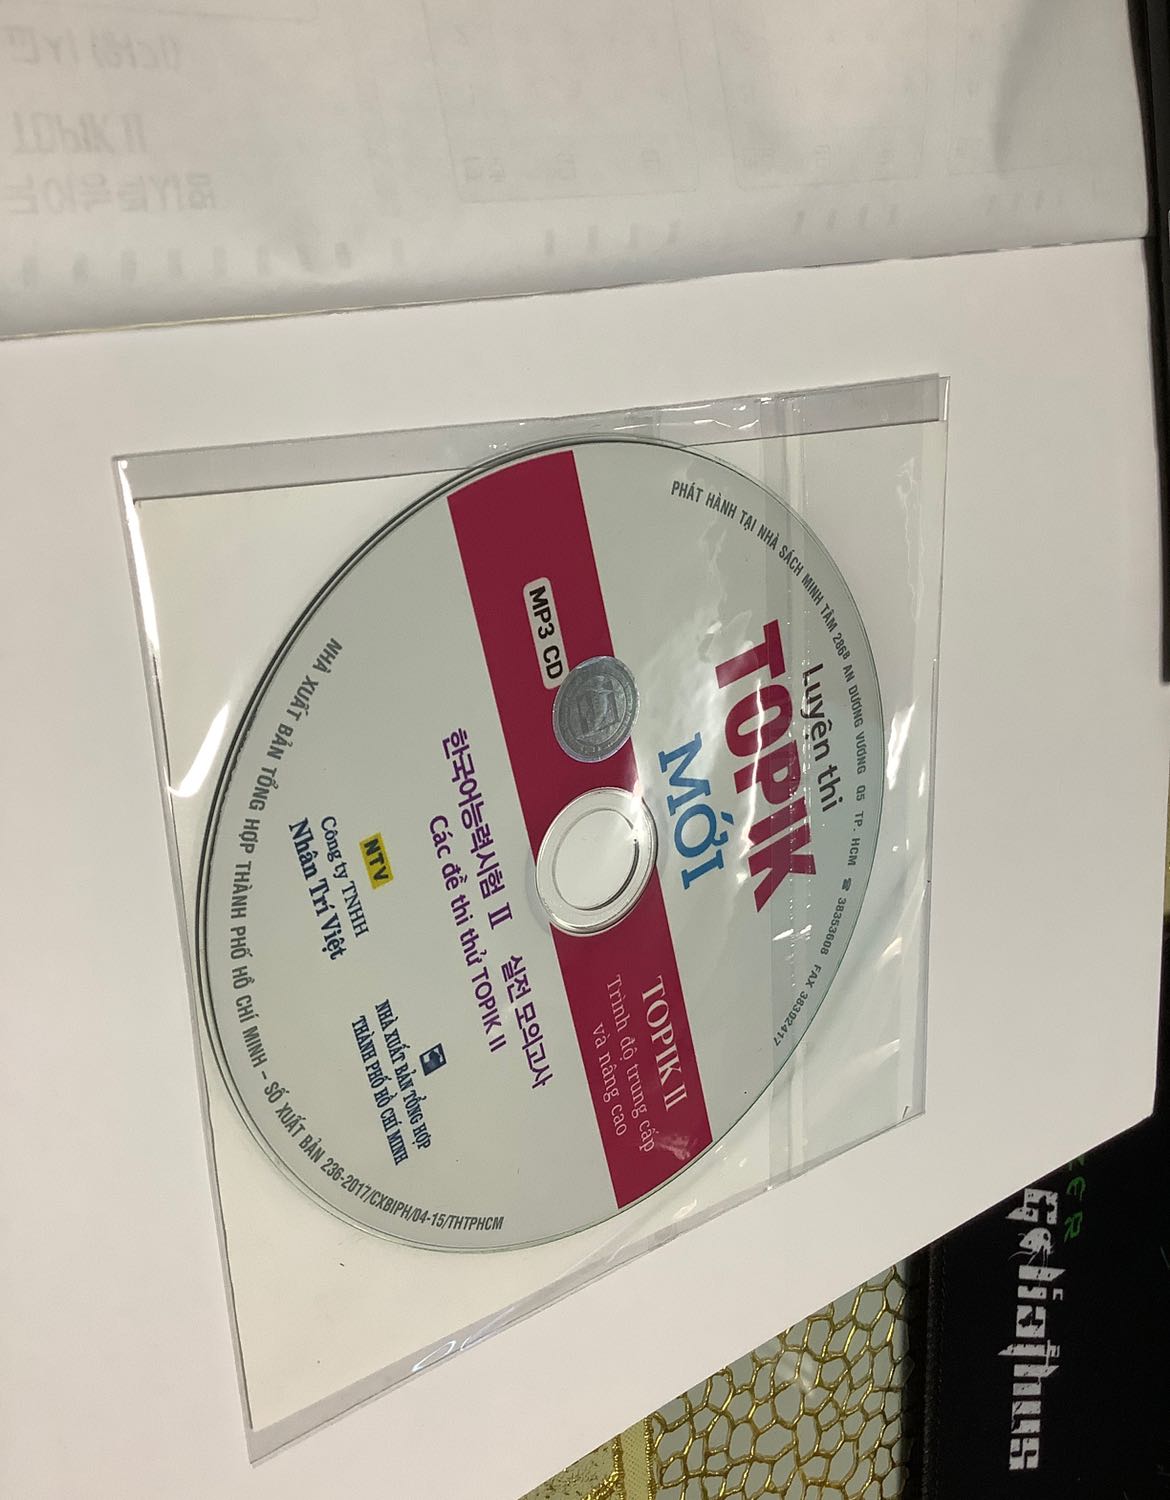 PHÁT HÀNH TẠI NHÀ SÁCH MINH TÂM 286B AN DƯƠNG VƯƠNG Q5 TP. HCM ☎ 38353608 FAX 38392417
Luyện thi
TOPIK
MỚI
MP3 CD
TOPIK II
Trình độ trung cấp
và nâng cao
한국어능력시험 II 실전 모의고사
Các đề thi thử TOPIK II
NTV
Công ty TNHH
Nhân Trí Việt
NHÀ XUẤT BẢN TỔNG HỢP
THÀNH PHỐ HỒ CHÍ MINH
NHÀ XUẤT BẢN TỔNG HỢP THÀNH PHỐ HỒ CHÍ MINH – SỐ XUẤT BẢN 236-2017/CXBIPH/04-15/THTPHCM
TOPIK II
ZER
Goliathus